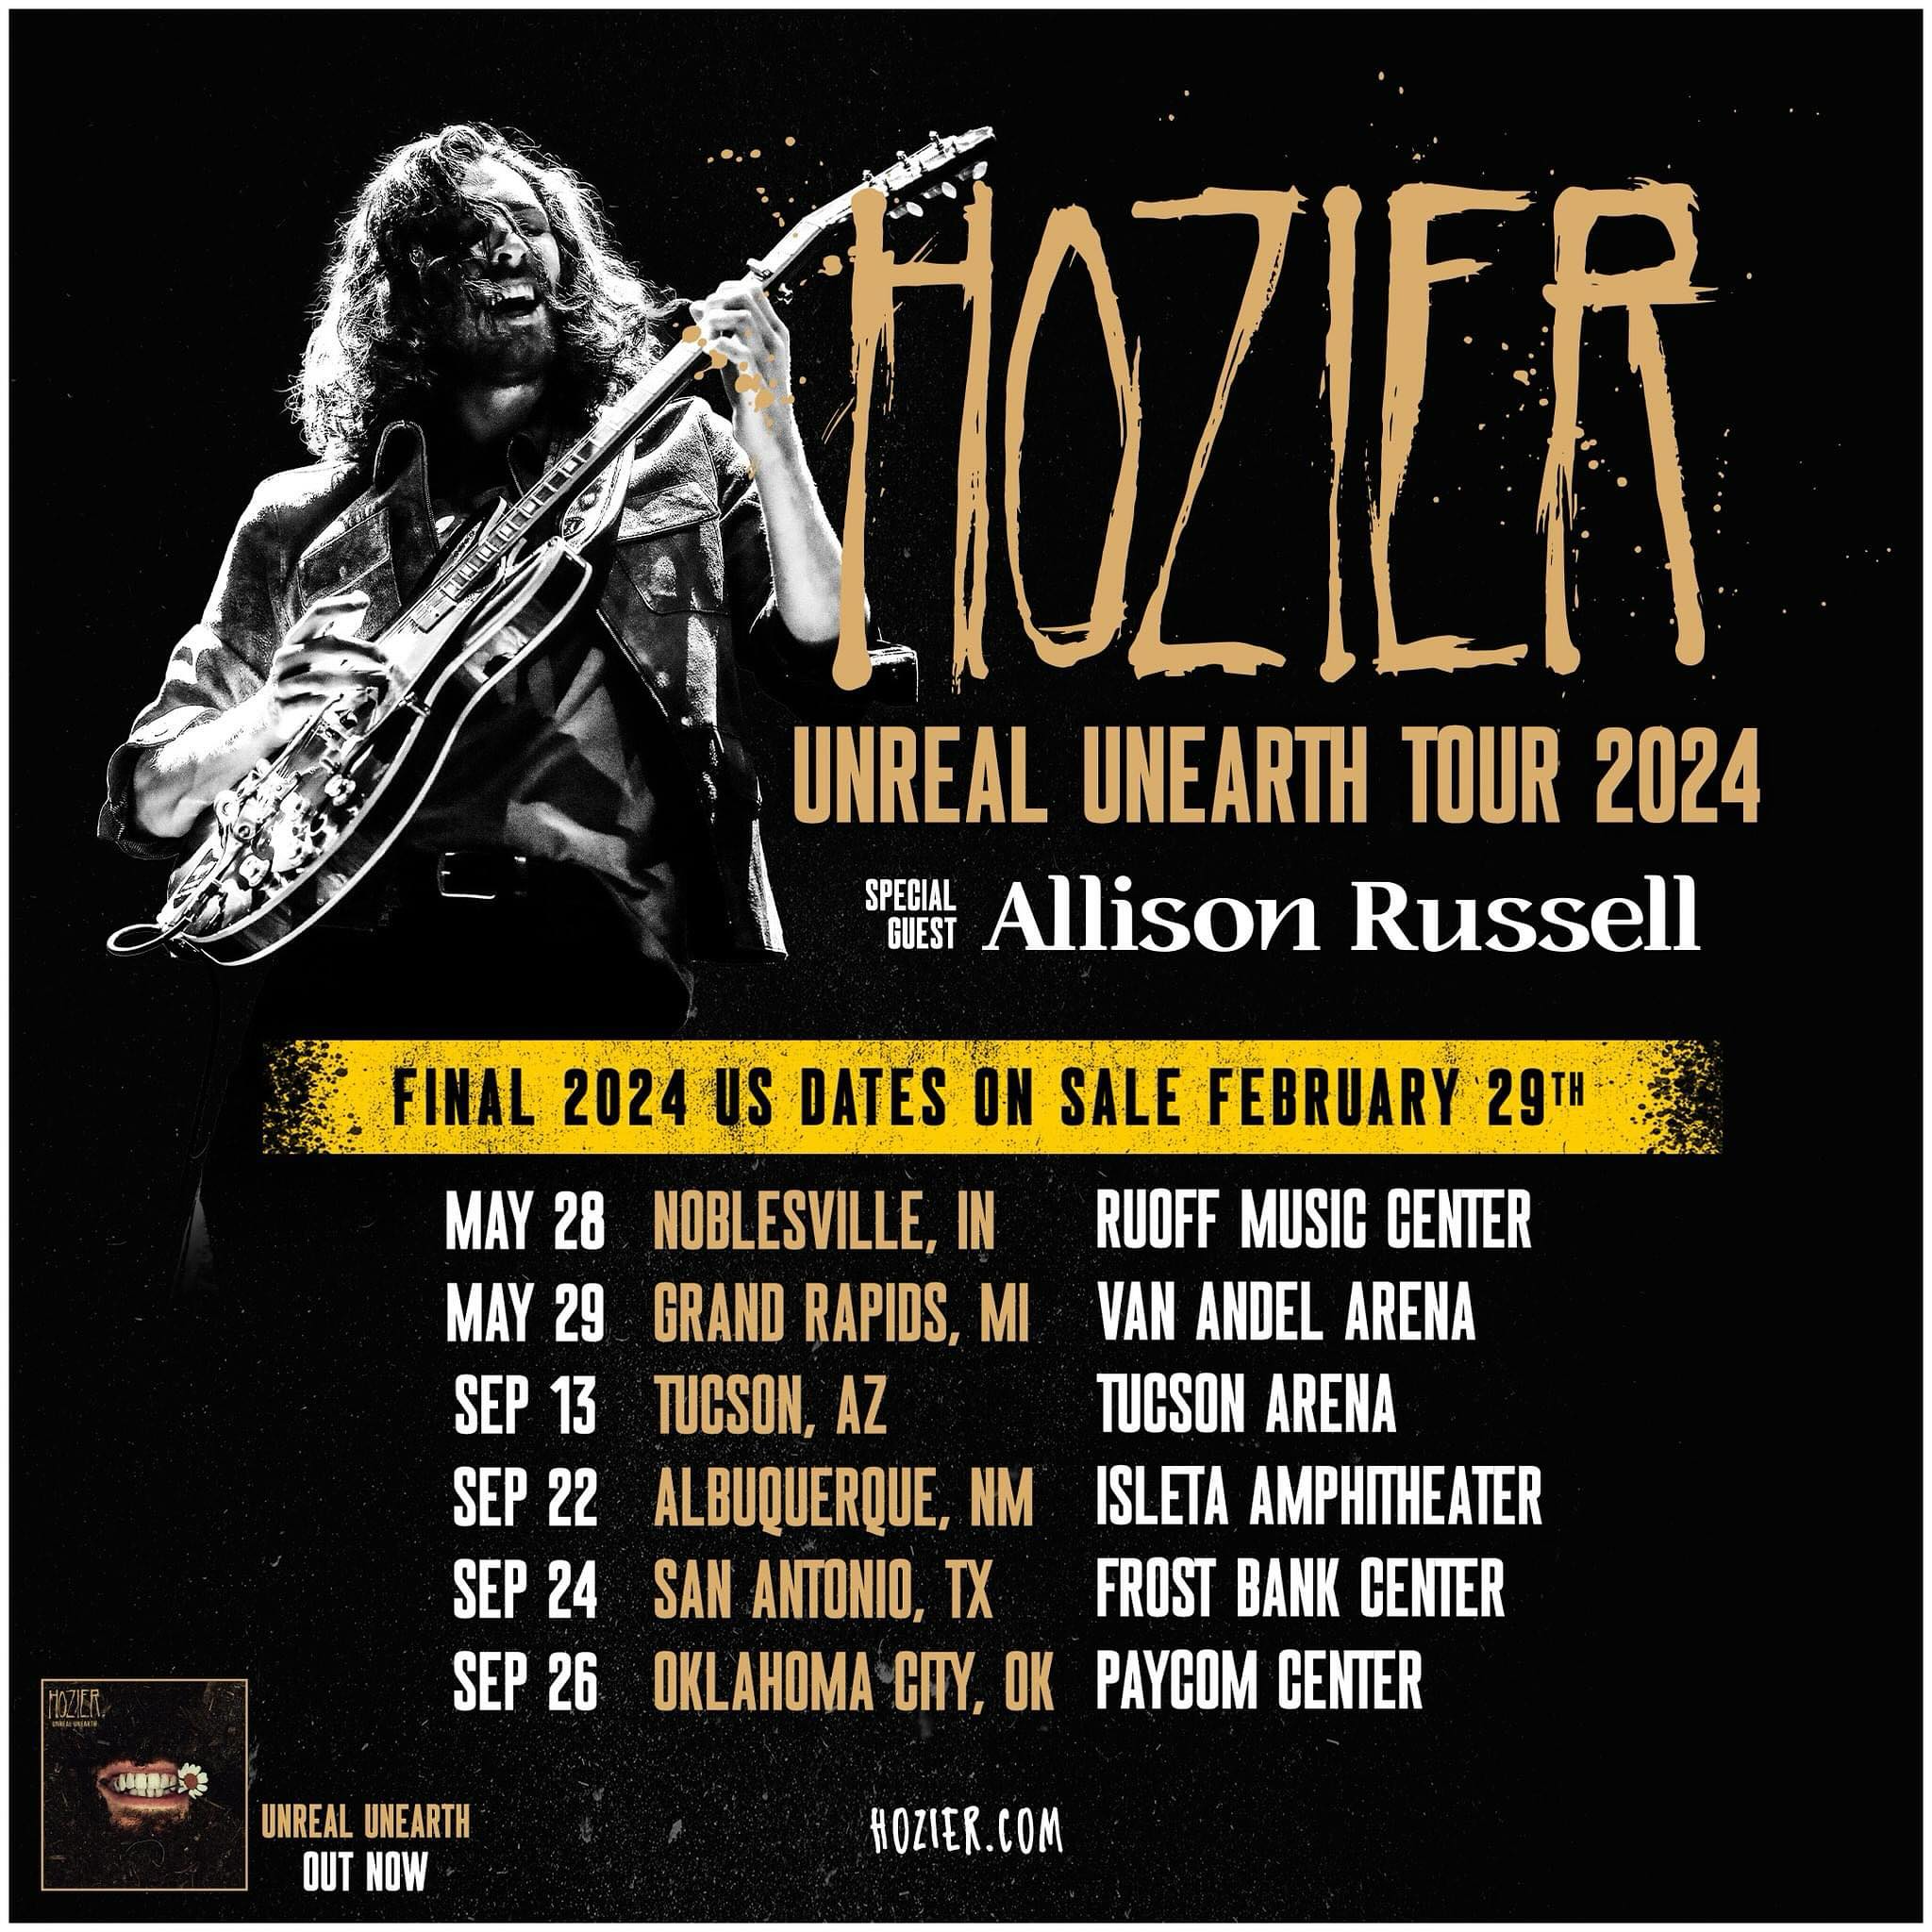 HOZIER
UNREAL UNEARTH TOUR 2024
SPECIAL GUEST Allison Russell
FINAL 2024 US DATES ON SALE FEBRUARY 29TH
MAY 28 NOBLESVILLE, IN RUOFF MUSIC CENTER
MAY 29 GRAND RAPIDS, MI VAN ANDEL ARENA
SEP 13 TUCSON, AZ TUCSON ARENA
SEP 22 ALBUQUERQUE, NM ISLETA AMPHITHEATER
SEP 24 SAN ANTONIO, TX FROST BANK CENTER
SEP 26 OKLAHOMA CITY, OK PAYCOM CENTER
HOZIER
UNREAL UNEARTH
UNREAL UNEARTH
OUT NOW
HOZIER.COM